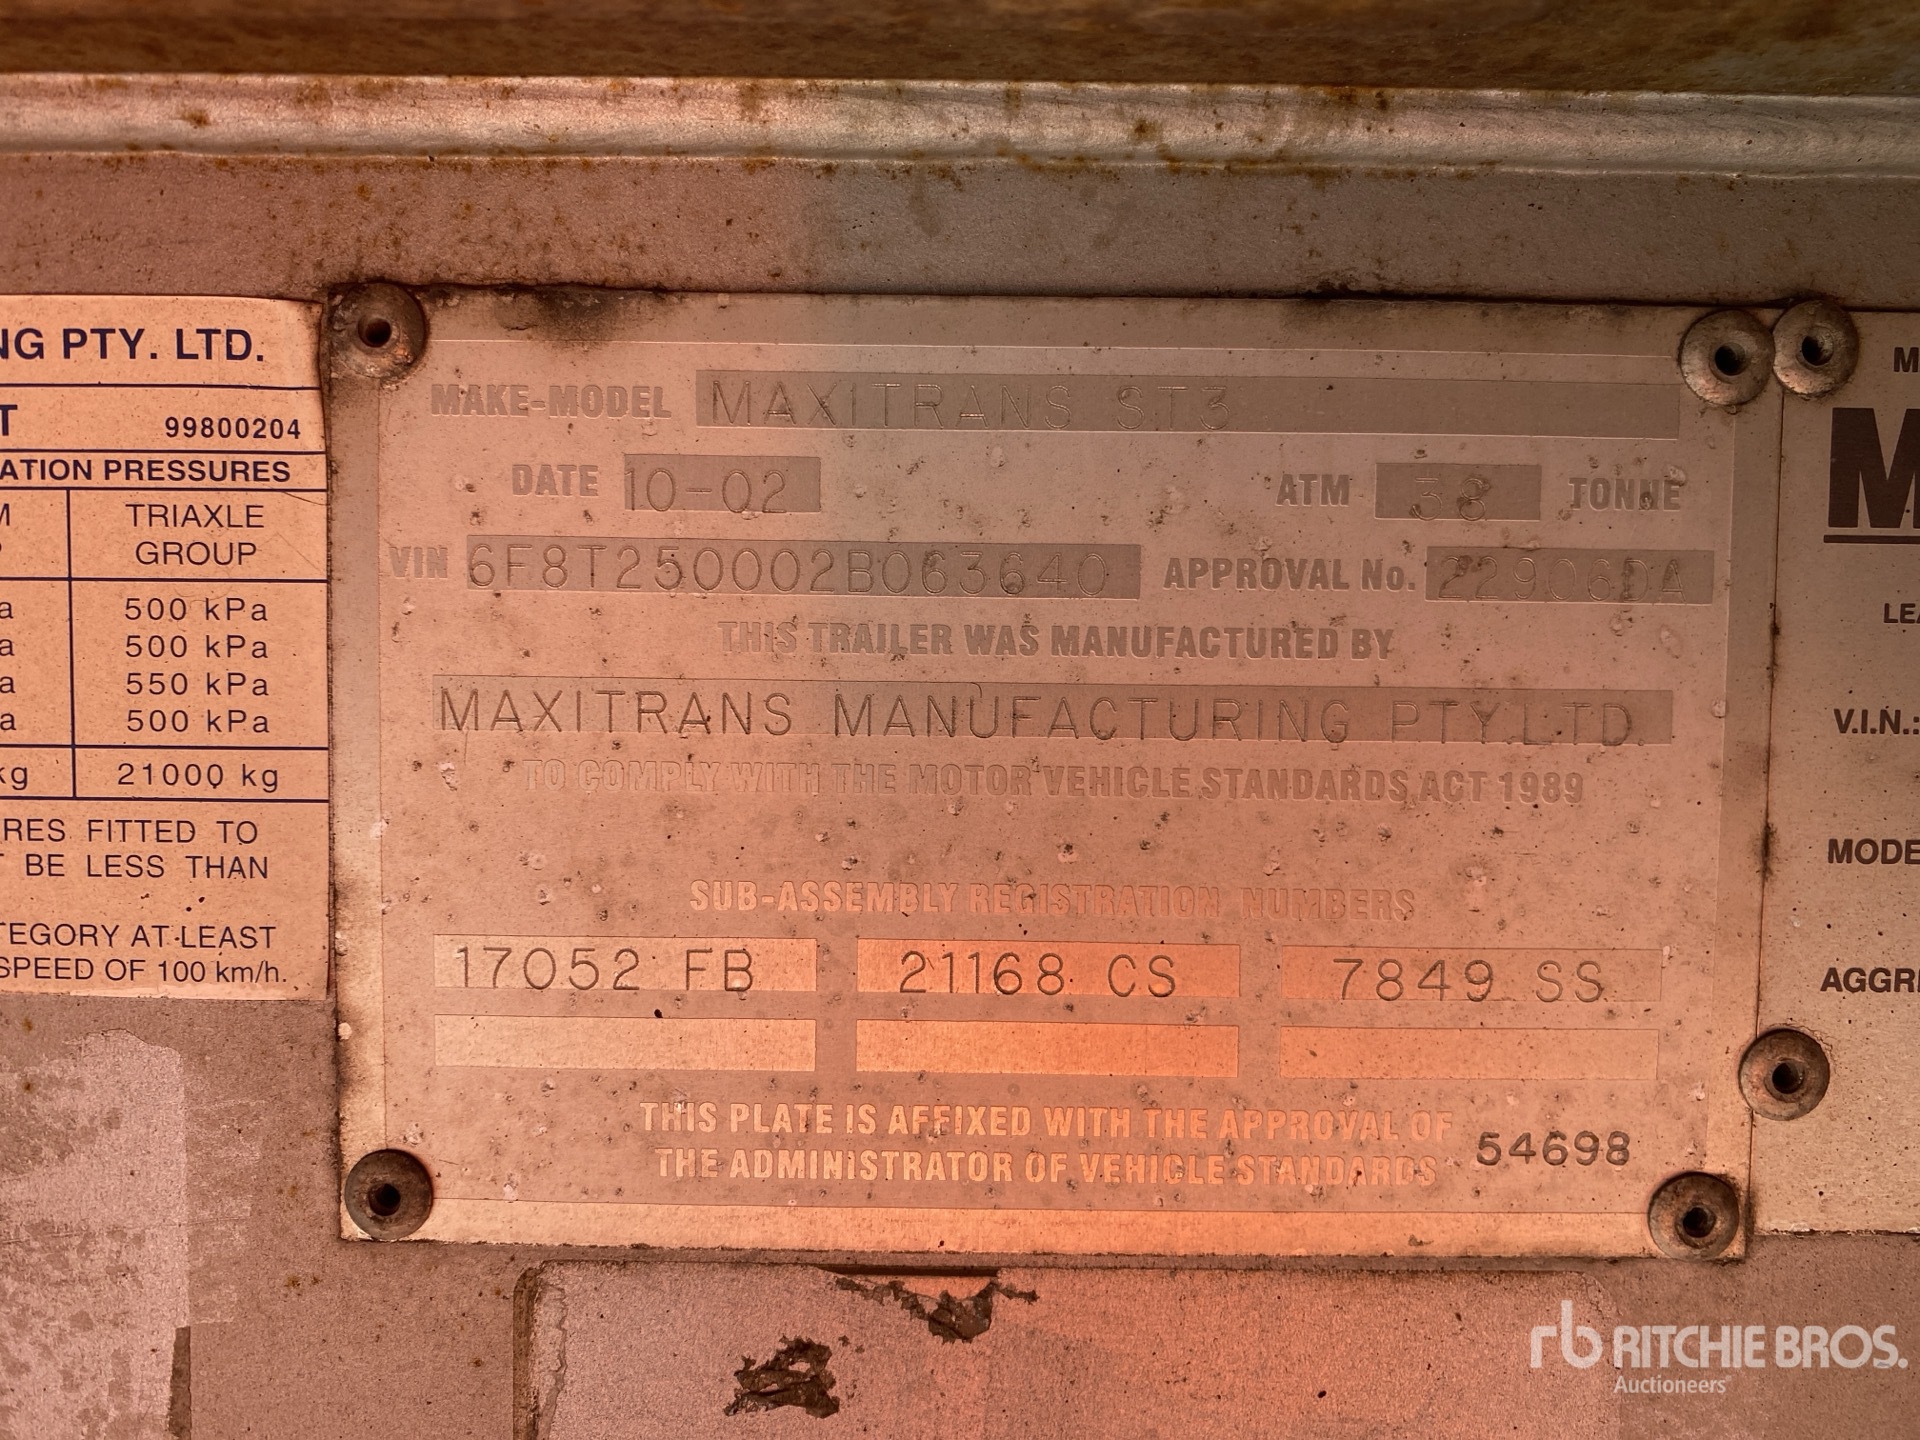 NG PTY. LTD.
T 99800204
ATION PRESSURES
M TRIAXLE
GROUP
a 500 kPa
a 500 kPa
a 550 kPa
a 500 kPa
kg 21000 kg
RES FITTED TO
T BE LESS THAN
TEGORY AT LEAST
SPEED OF 100 km/h.
MAKE-MODEL MAXITRANS ST3
DATE 10-02 ATM 38 TONNE
VIN 6F8T250002B063640 APPROVAL No. 22906DA
THIS TRAILER WAS MANUFACTURED BY
MAXITRANS MANUFACTURING PTY.LTD.
TO COMPLY WITH THE MOTOR VEHICLE STANDARDS ACT 1989
SUB-ASSEMBLY REGISTRATION NUMBERS
17052 FB 21168 CS 7849 SS
THIS PLATE IS AFFIXED WITH THE APPROVAL OF
THE ADMINISTRATOR OF VEHICLE STANDARDS 54698
M
M
LEA
V.I.N.:
MODE
AGGRE
rb RITCHIE BROS.
Auctioneers